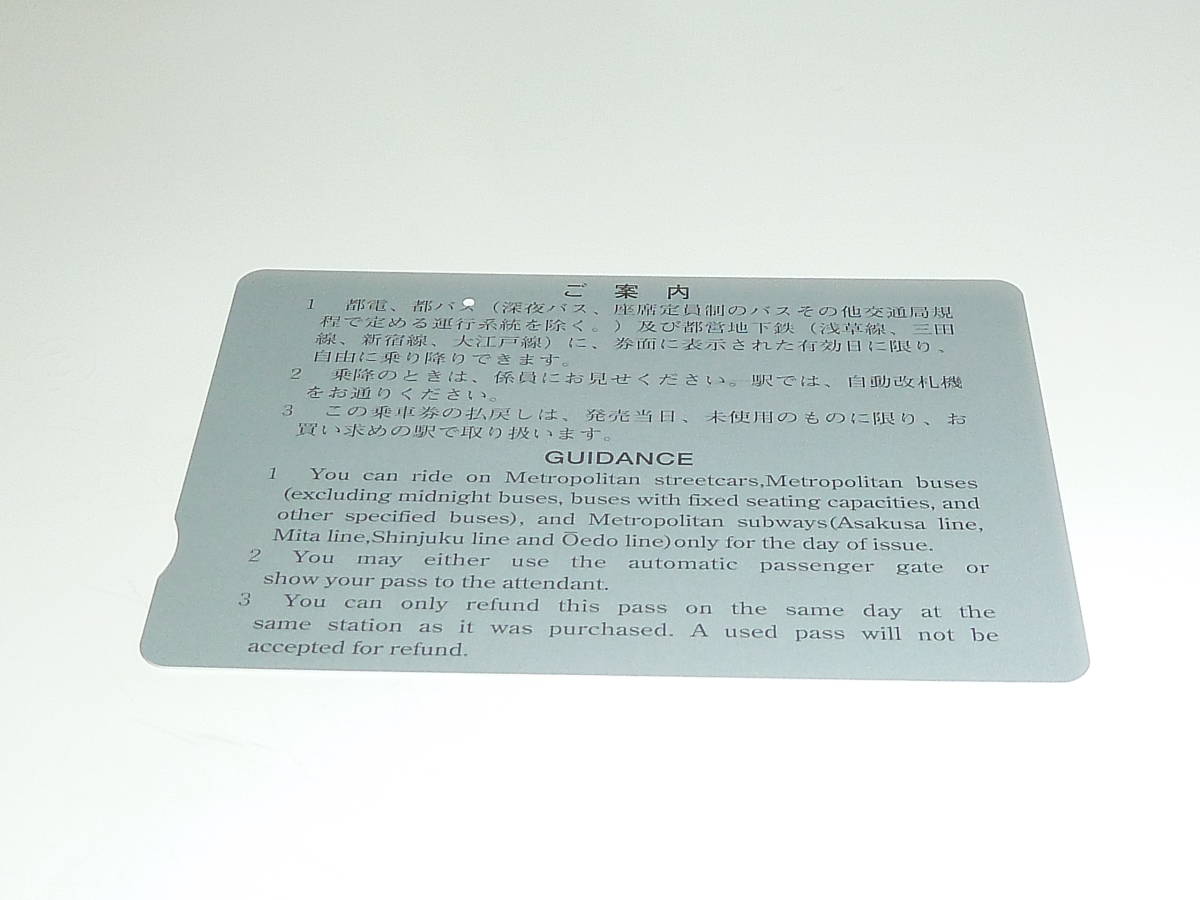 ご案内
1 都電、都バス（深夜バス、座席定員制のバスその他交通局規
程で定める運行系統を除く。）及び都営地下鉄（浅草線、三田
線、新宿線、大江戸線）に、券面に表示された有効日に限り、
自由に乗り降りできます。
2 乗降のときは、係員にお見せください。駅では、自動改札機
をお通りください。
3 この乗車券の払戻しは、発売当日、未使用のものに限り、お
買い求めの駅で取り扱います。
GUIDANCE
1 You can ride on Metropolitan streetcars,Metropolitan buses
(excluding midnight buses, buses with fixed seating capacities, and
other specified buses), and Metropolitan subways(Asakusa line,
Mita line,Shinjuku line and Ōedo line)only for the day of issue.
2 You may either use the automatic passenger gate or
show your pass to the attendant.
3 You can only refund this pass on the same day at the
same station as it was purchased. A used pass will not be
accepted for refund.